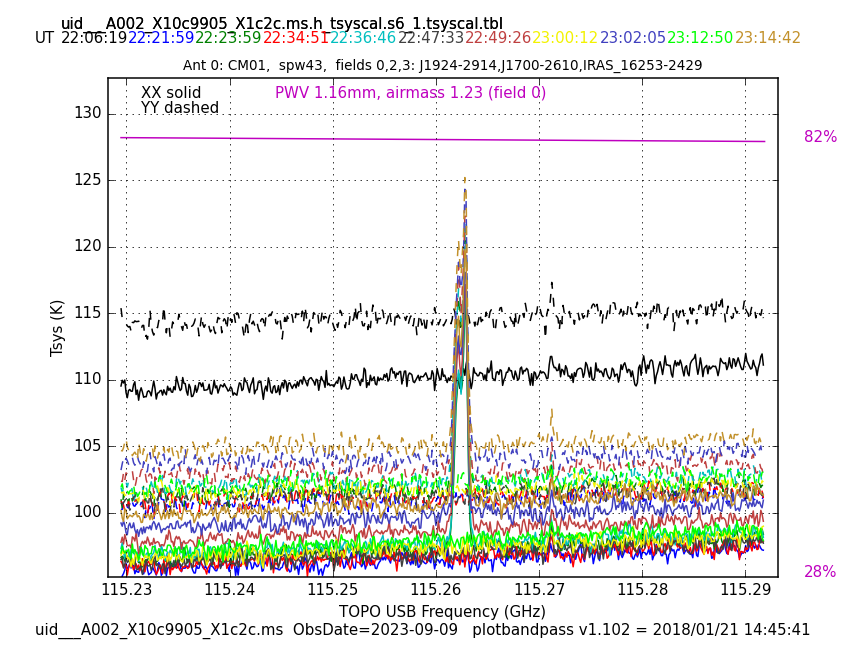 uid___A002_X10c9905_X1c2c.ms.h_tsyscal.s6_1.tsyscal.tbl
UT 22:06:19 22:21:59 22:23:59 22:34:51 22:36:46 22:47:33 22:49:26 23:00:12 23:02:05 23:12:50 23:14:42
Ant 0: CM01, spw43, fields 0,2,3: J1924-2914,J1700-2610,IRAS_16253-2429
XX solid PWV 1.16mm, airmass 1.23 (field 0)
YY dashed
130
82%
125
120
115
Tsys (K)
110
105
100
28%
115.23 115.24 115.25 115.26 115.27 115.28 115.29
TOPO USB Frequency (GHz)
uid___A002_X10c9905_X1c2c.ms ObsDate=2023-09-09 plotbandpass v1.102 = 2018/01/21 14:45:41